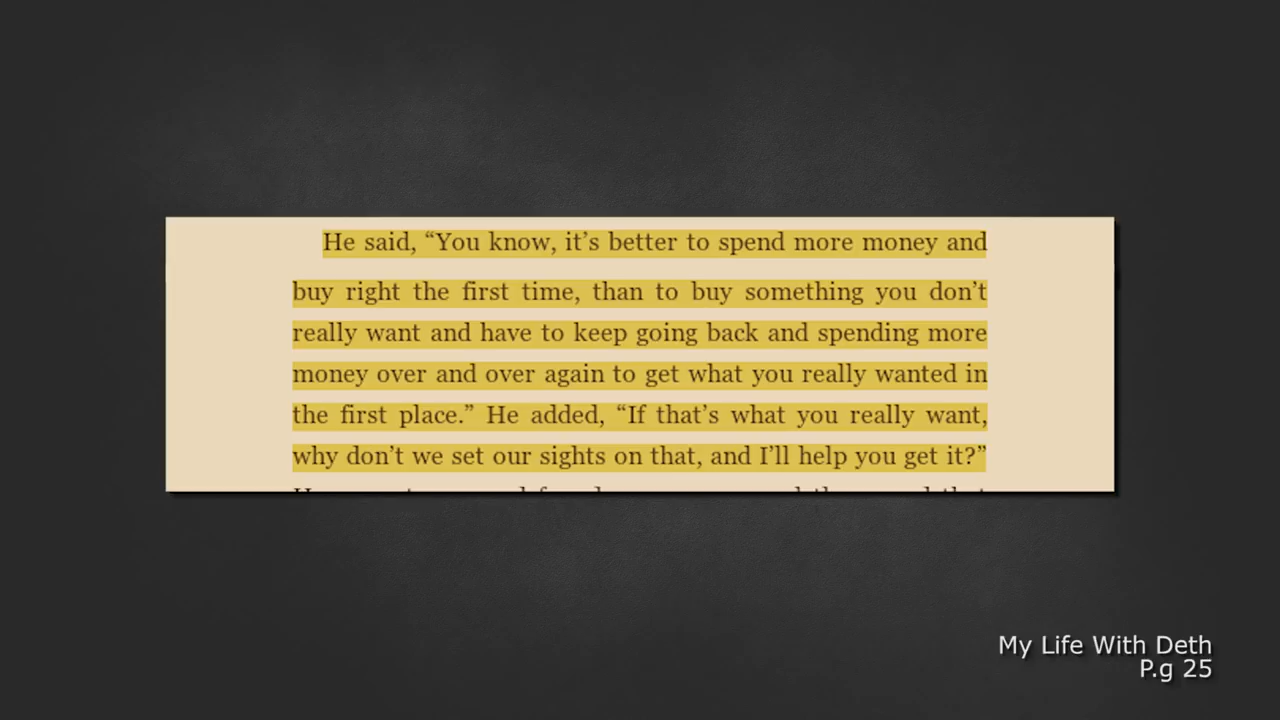 He said, “You know, it’s better to spend more money and
buy right the first time, than to buy something you don’t
really want and have to keep going back and spending more
money over and over again to get what you really wanted in
the first place.” He added, “If that’s what you really want,
why don’t we set our sights on that, and I’ll help you get it?”
My Life With Deth
P.g 25